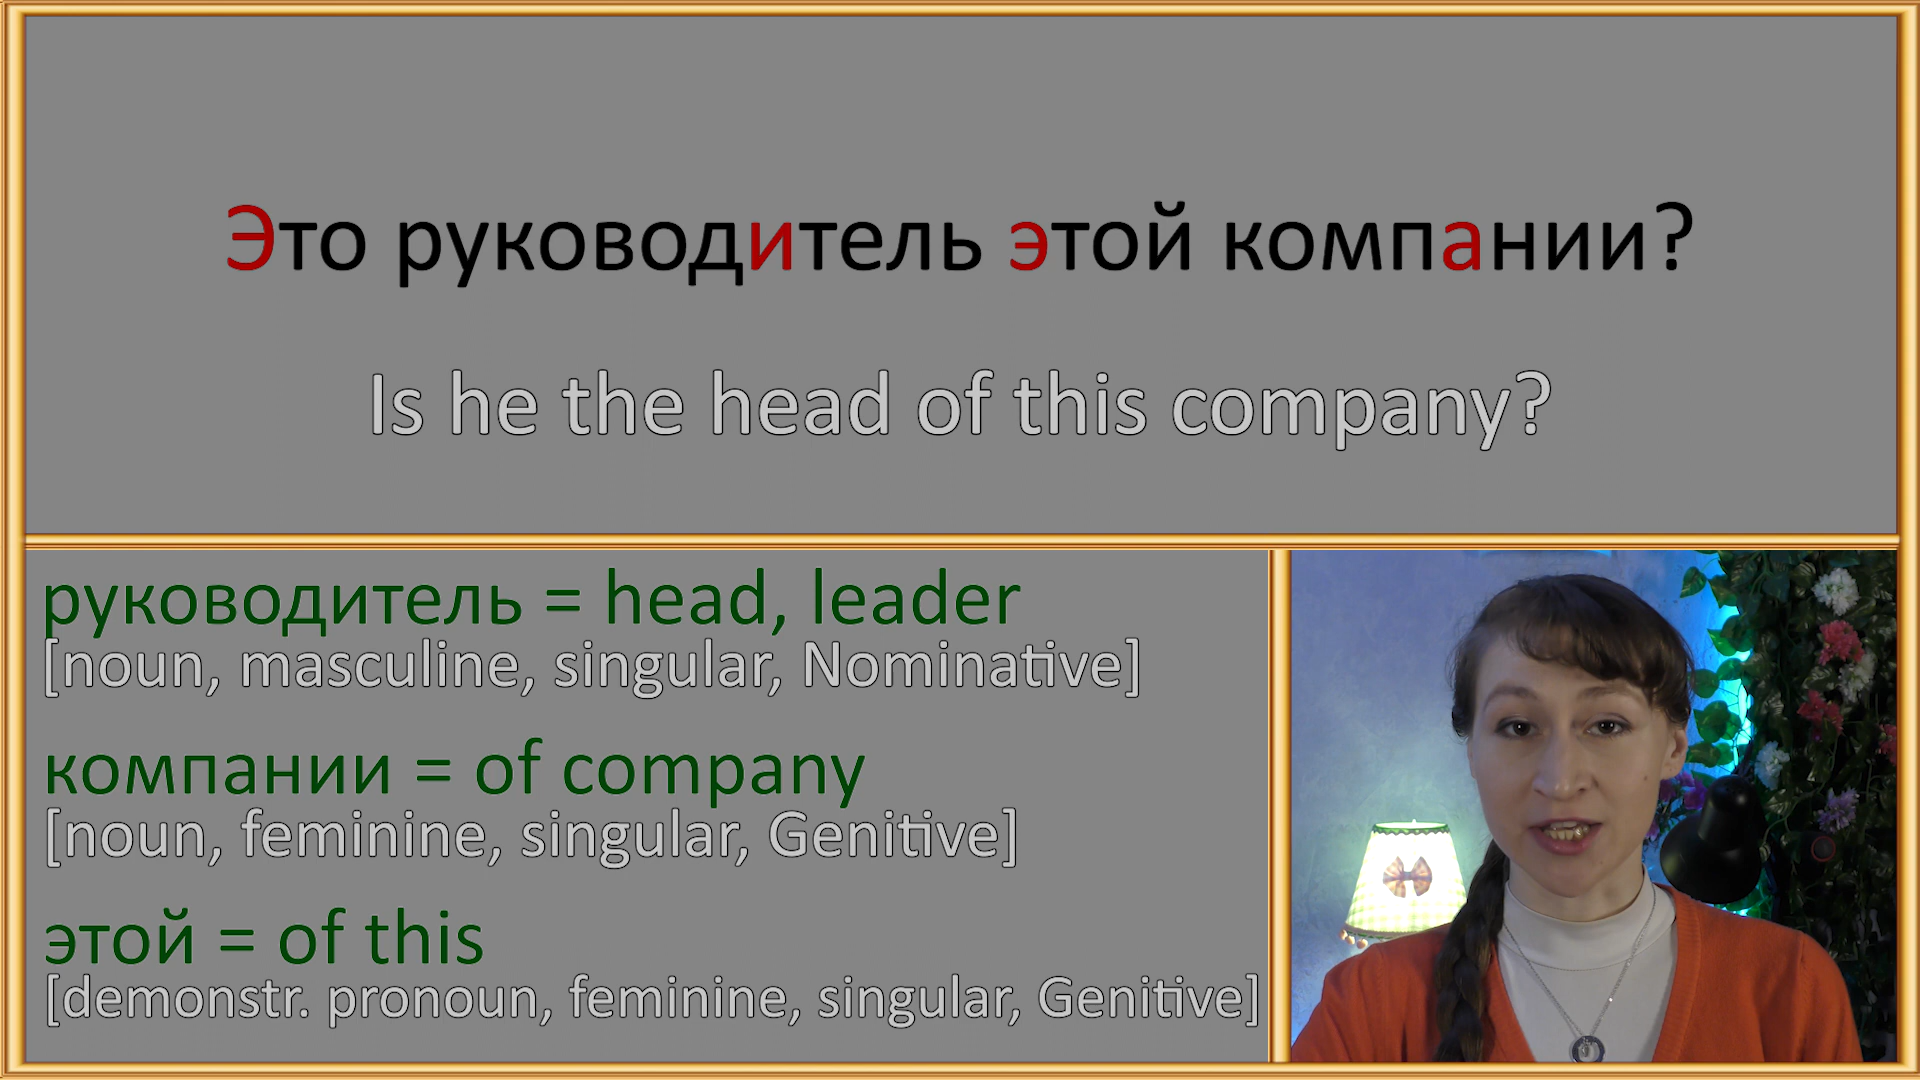 Это руководитель этой компании?
Is he the head of this company?
руководитель = head, leader
[noun, masculine, singular, Nominative]
компании = of company
[noun, feminine, singular, Genitive]
этой = of this
[demonstr. pronoun, feminine, singular, Genitive]